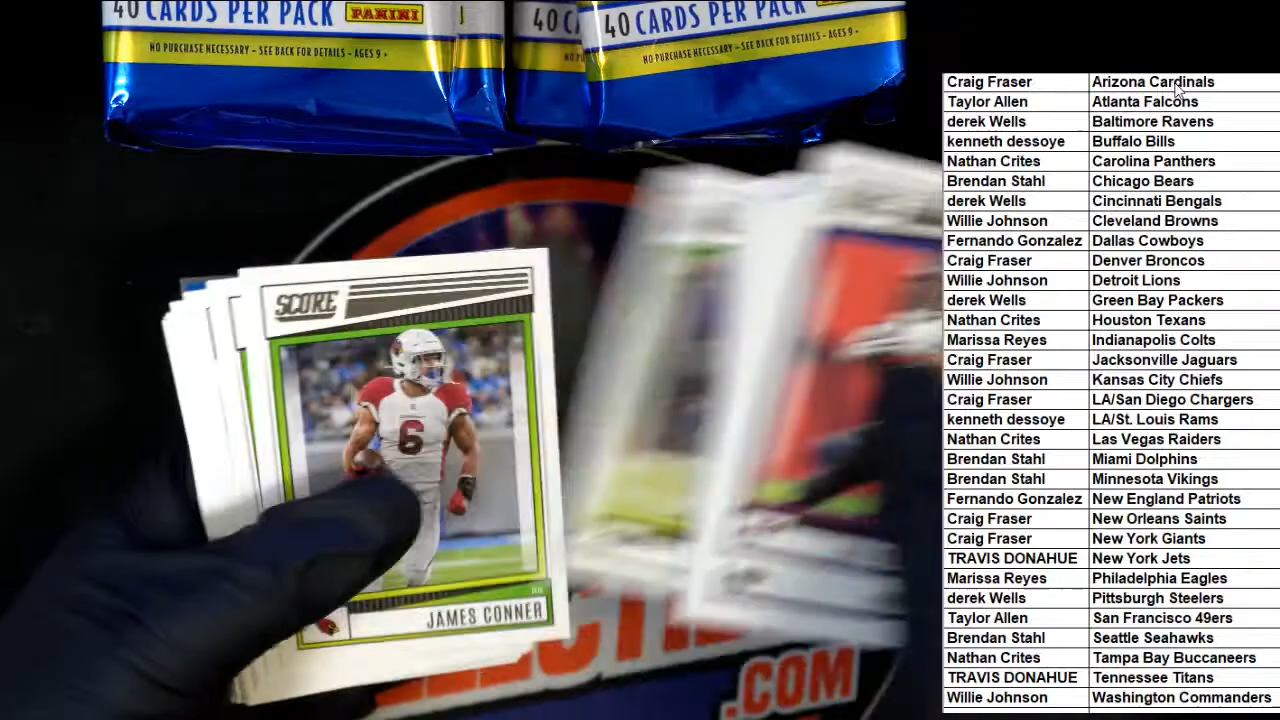 40 CARDS PER PACK PANINI
NO PURCHASE NECESSARY – SEE BACK FOR DETAILS – AGES 9+
40 CARDS PER PACK
NO PURCHASE NECESSARY – SEE BACK FOR DETAILS – AGES 9+
SCORE
6
JAMES CONNER
.COM
Craig Fraser Arizona Cardinals
Taylor Allen Atlanta Falcons
derek Wells Baltimore Ravens
kenneth dessoye Buffalo Bills
Nathan Crites Carolina Panthers
Brendan Stahl Chicago Bears
derek Wells Cincinnati Bengals
Willie Johnson Cleveland Browns
Fernando Gonzalez Dallas Cowboys
Craig Fraser Denver Broncos
Willie Johnson Detroit Lions
derek Wells Green Bay Packers
Nathan Crites Houston Texans
Marissa Reyes Indianapolis Colts
Craig Fraser Jacksonville Jaguars
Willie Johnson Kansas City Chiefs
Craig Fraser LA/San Diego Chargers
kenneth dessoye LA/St. Louis Rams
Nathan Crites Las Vegas Raiders
Brendan Stahl Miami Dolphins
Brendan Stahl Minnesota Vikings
Fernando Gonzalez New England Patriots
Craig Fraser New Orleans Saints
Craig Fraser New York Giants
TRAVIS DONAHUE New York Jets
Marissa Reyes Philadelphia Eagles
derek Wells Pittsburgh Steelers
Taylor Allen San Francisco 49ers
Brendan Stahl Seattle Seahawks
Nathan Crites Tampa Bay Buccaneers
TRAVIS DONAHUE Tennessee Titans
Willie Johnson Washington Commanders